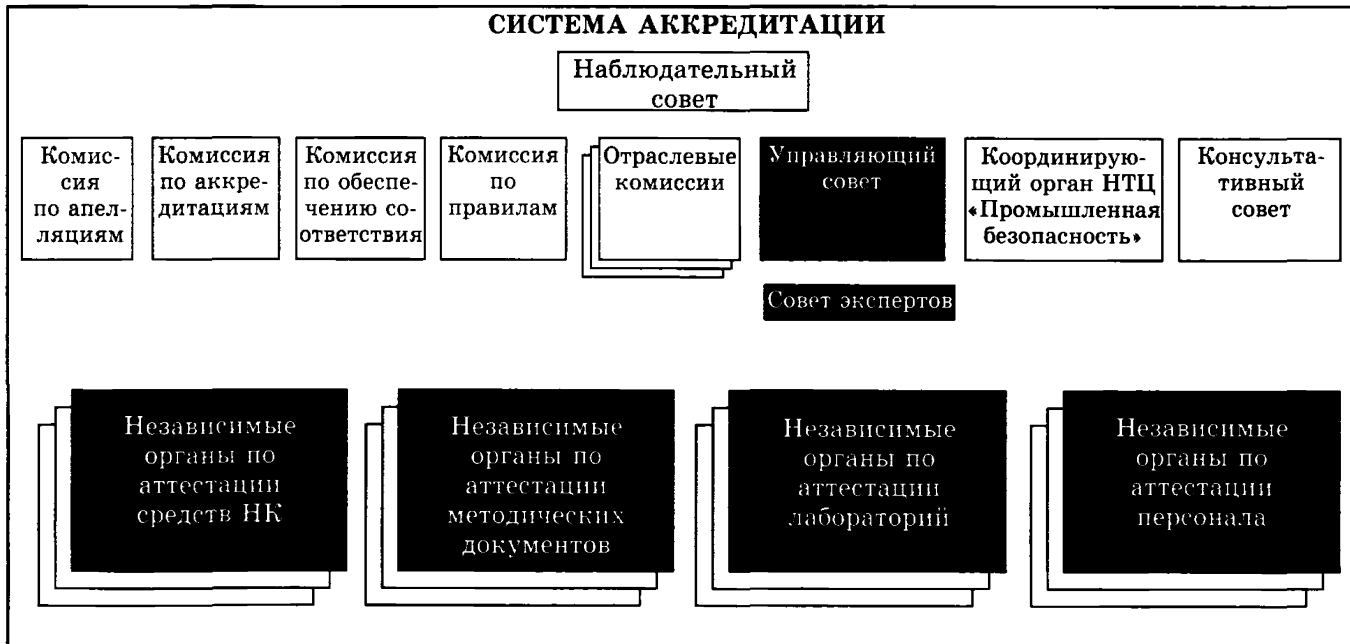 СИСТЕМА АККРЕДИТАЦИИ
Наблюдательный
совет
Комис-
сия
по апел-
ляциям
Комиссия
по аккре-
дитациям
Комиссия
по обеспе-
чению со-
ответствия
Комиссия
по
правилам
Отраслевые
комиссии
Управляющий
совет
Координирую-
щий орган НТЦ
«Промышленная
безопасность»
Консульта-
тивный
совет
Совет экспертов
Независимые
органы по
аттестации
средств НК
Независимые
органы по
аттестации
методических
документов
Независимые
органы по
аттестации
лабораторий
Независимые
органы по
аттестации
персонала